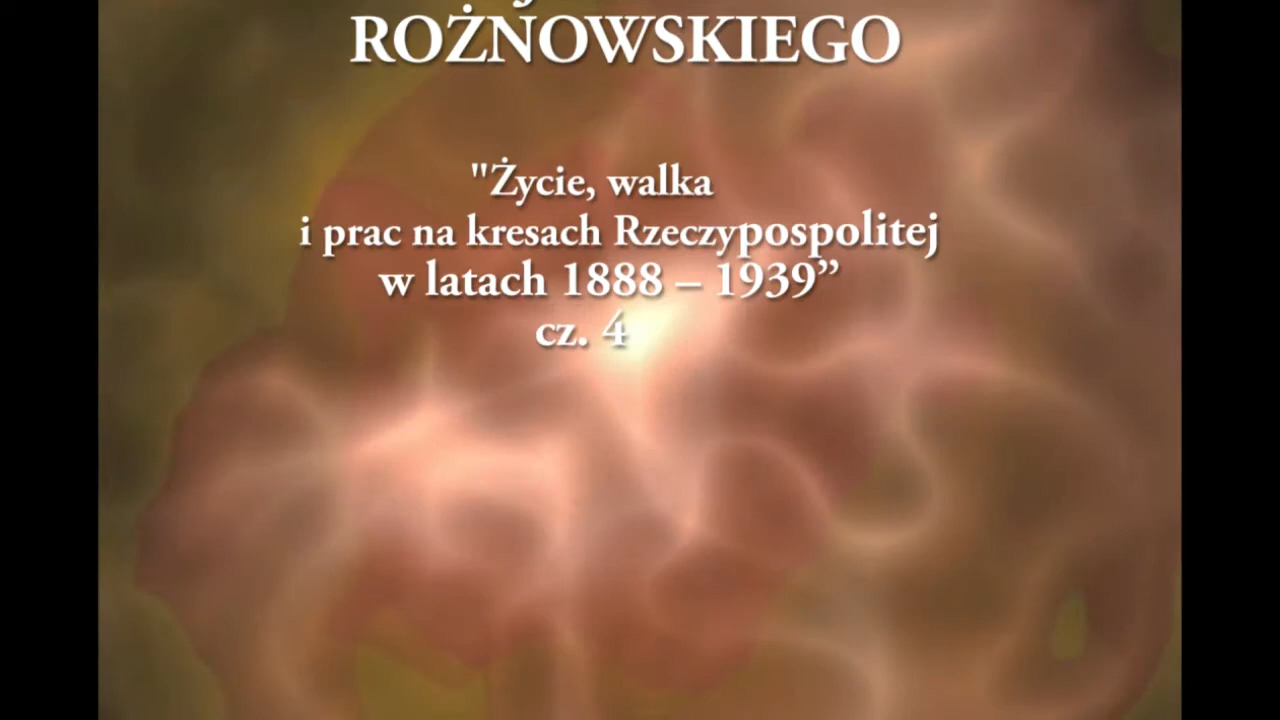 ROŻNOWSKIEGO
"Życie, walka
i prac na kresach Rzeczypospolitej
w latach 1888 – 1939”
cz. 4